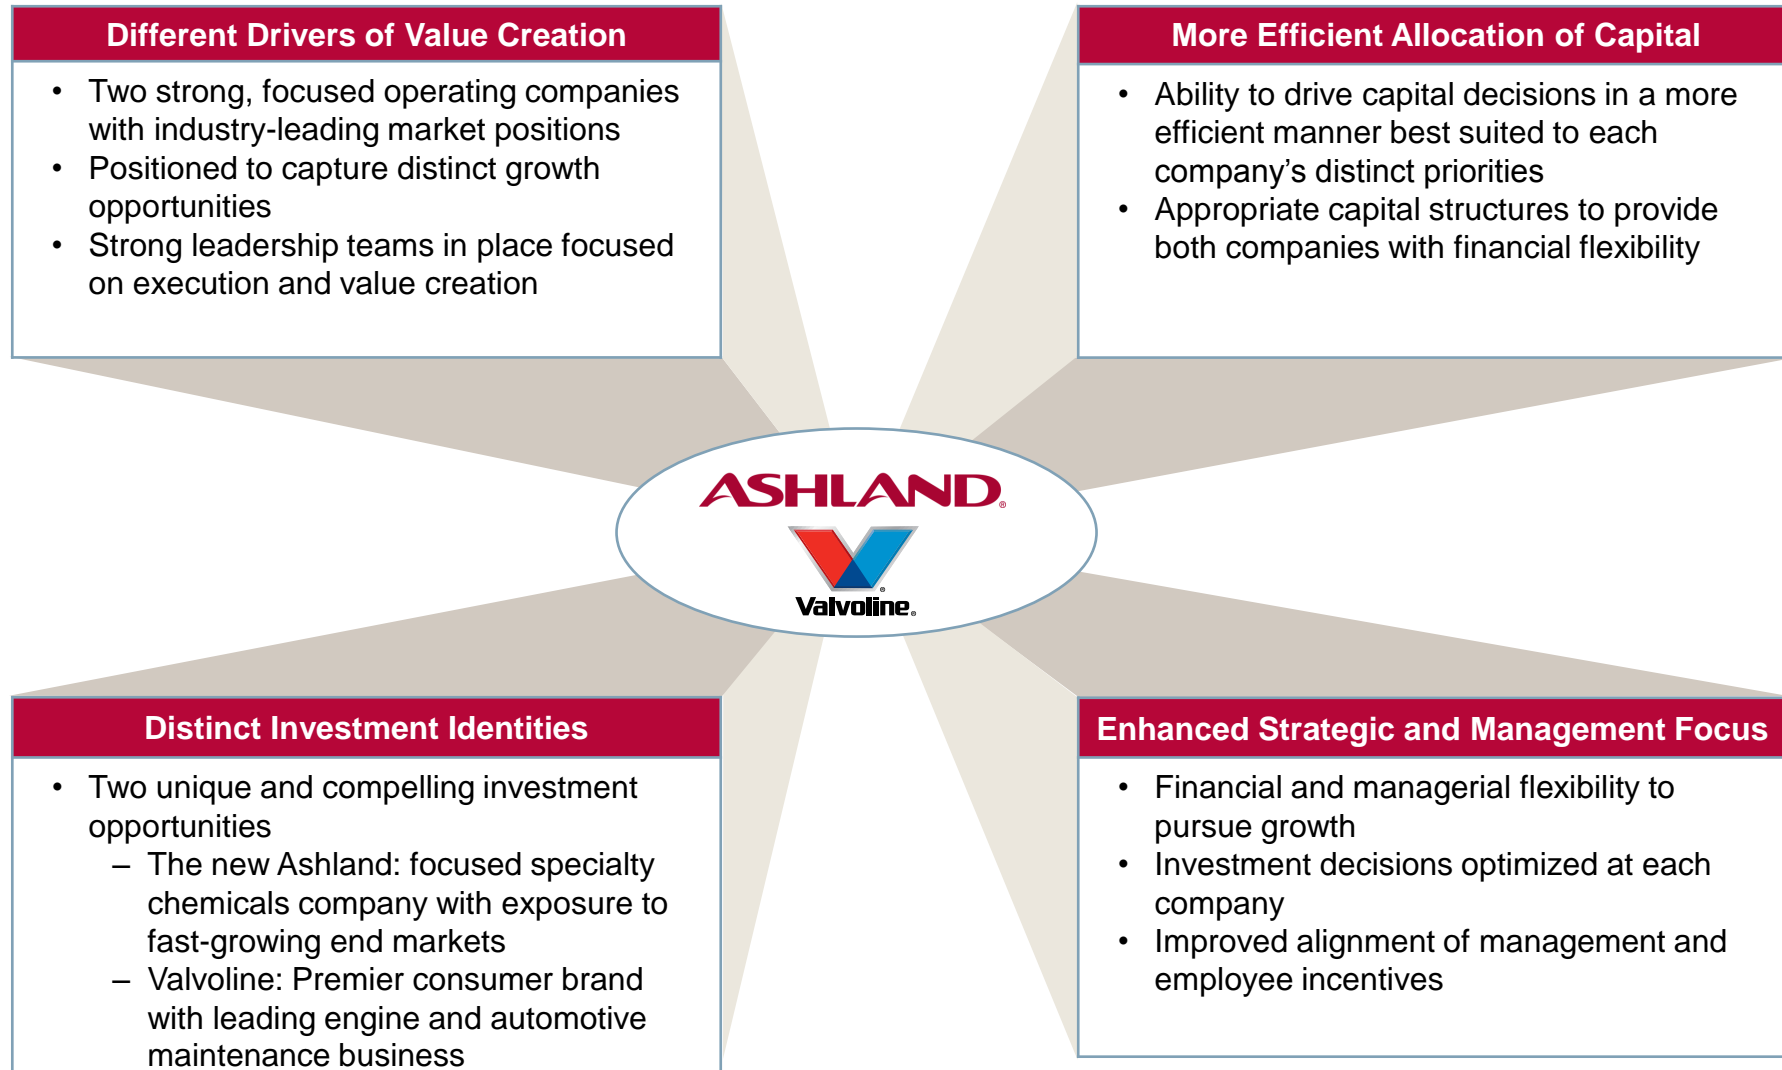 Different Drivers of Value Creation
• Two strong, focused operating companies
with industry-leading market positions
• Positioned to capture distinct growth
opportunities
• Strong leadership teams in place focused
on execution and value creation
More Efficient Allocation of Capital
• Ability to drive capital decisions in a more
efficient manner best suited to each
company’s distinct priorities
• Appropriate capital structures to provide
both companies with financial flexibility
ASHLAND®
Valvoline®
Distinct Investment Identities
• Two unique and compelling investment
opportunities
– The new Ashland: focused specialty
chemicals company with exposure to
fast-growing end markets
– Valvoline: Premier consumer brand
with leading engine and automotive
maintenance business
Enhanced Strategic and Management Focus
• Financial and managerial flexibility to
pursue growth
• Investment decisions optimized at each
company
• Improved alignment of management and
employee incentives